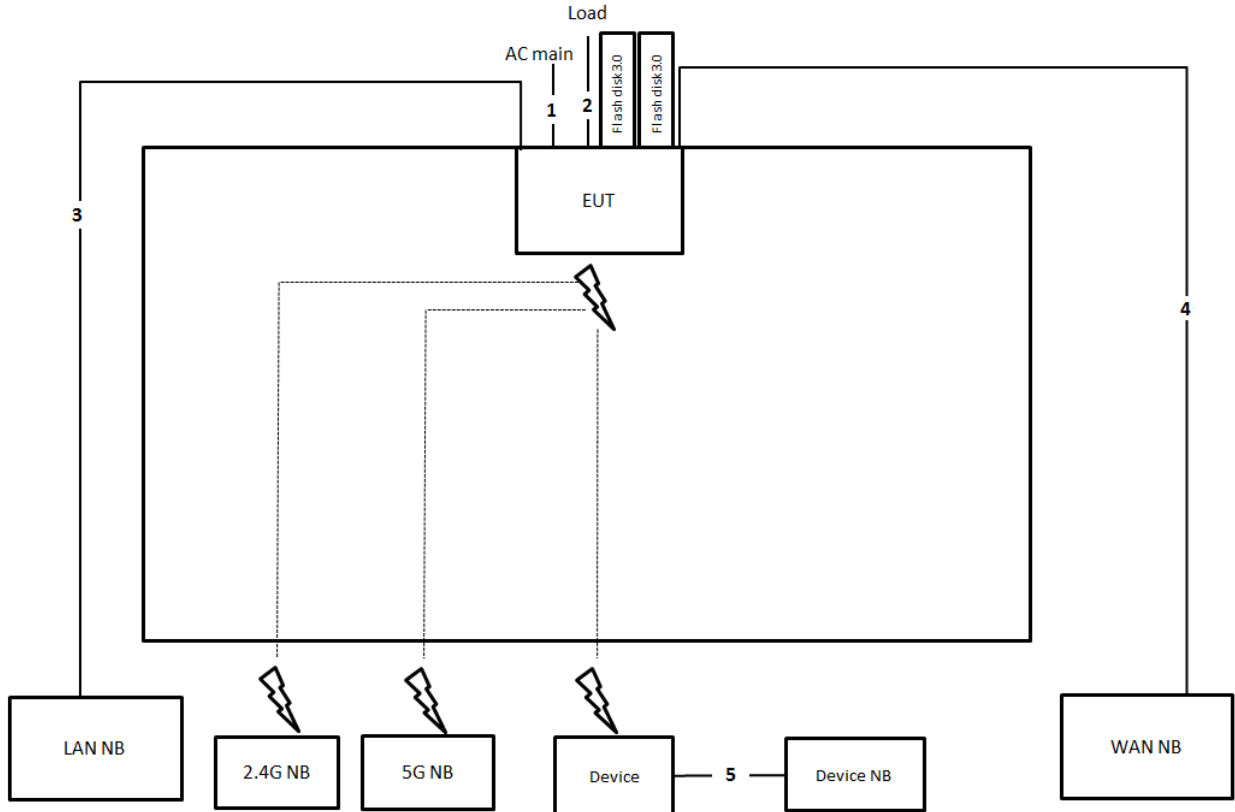 Load
AC main
1
2
Flash disk3.0
Flash disk3.0
EUT
3
4
LAN NB
2.4G NB
5G NB
Device
5
Device NB
WAN NB